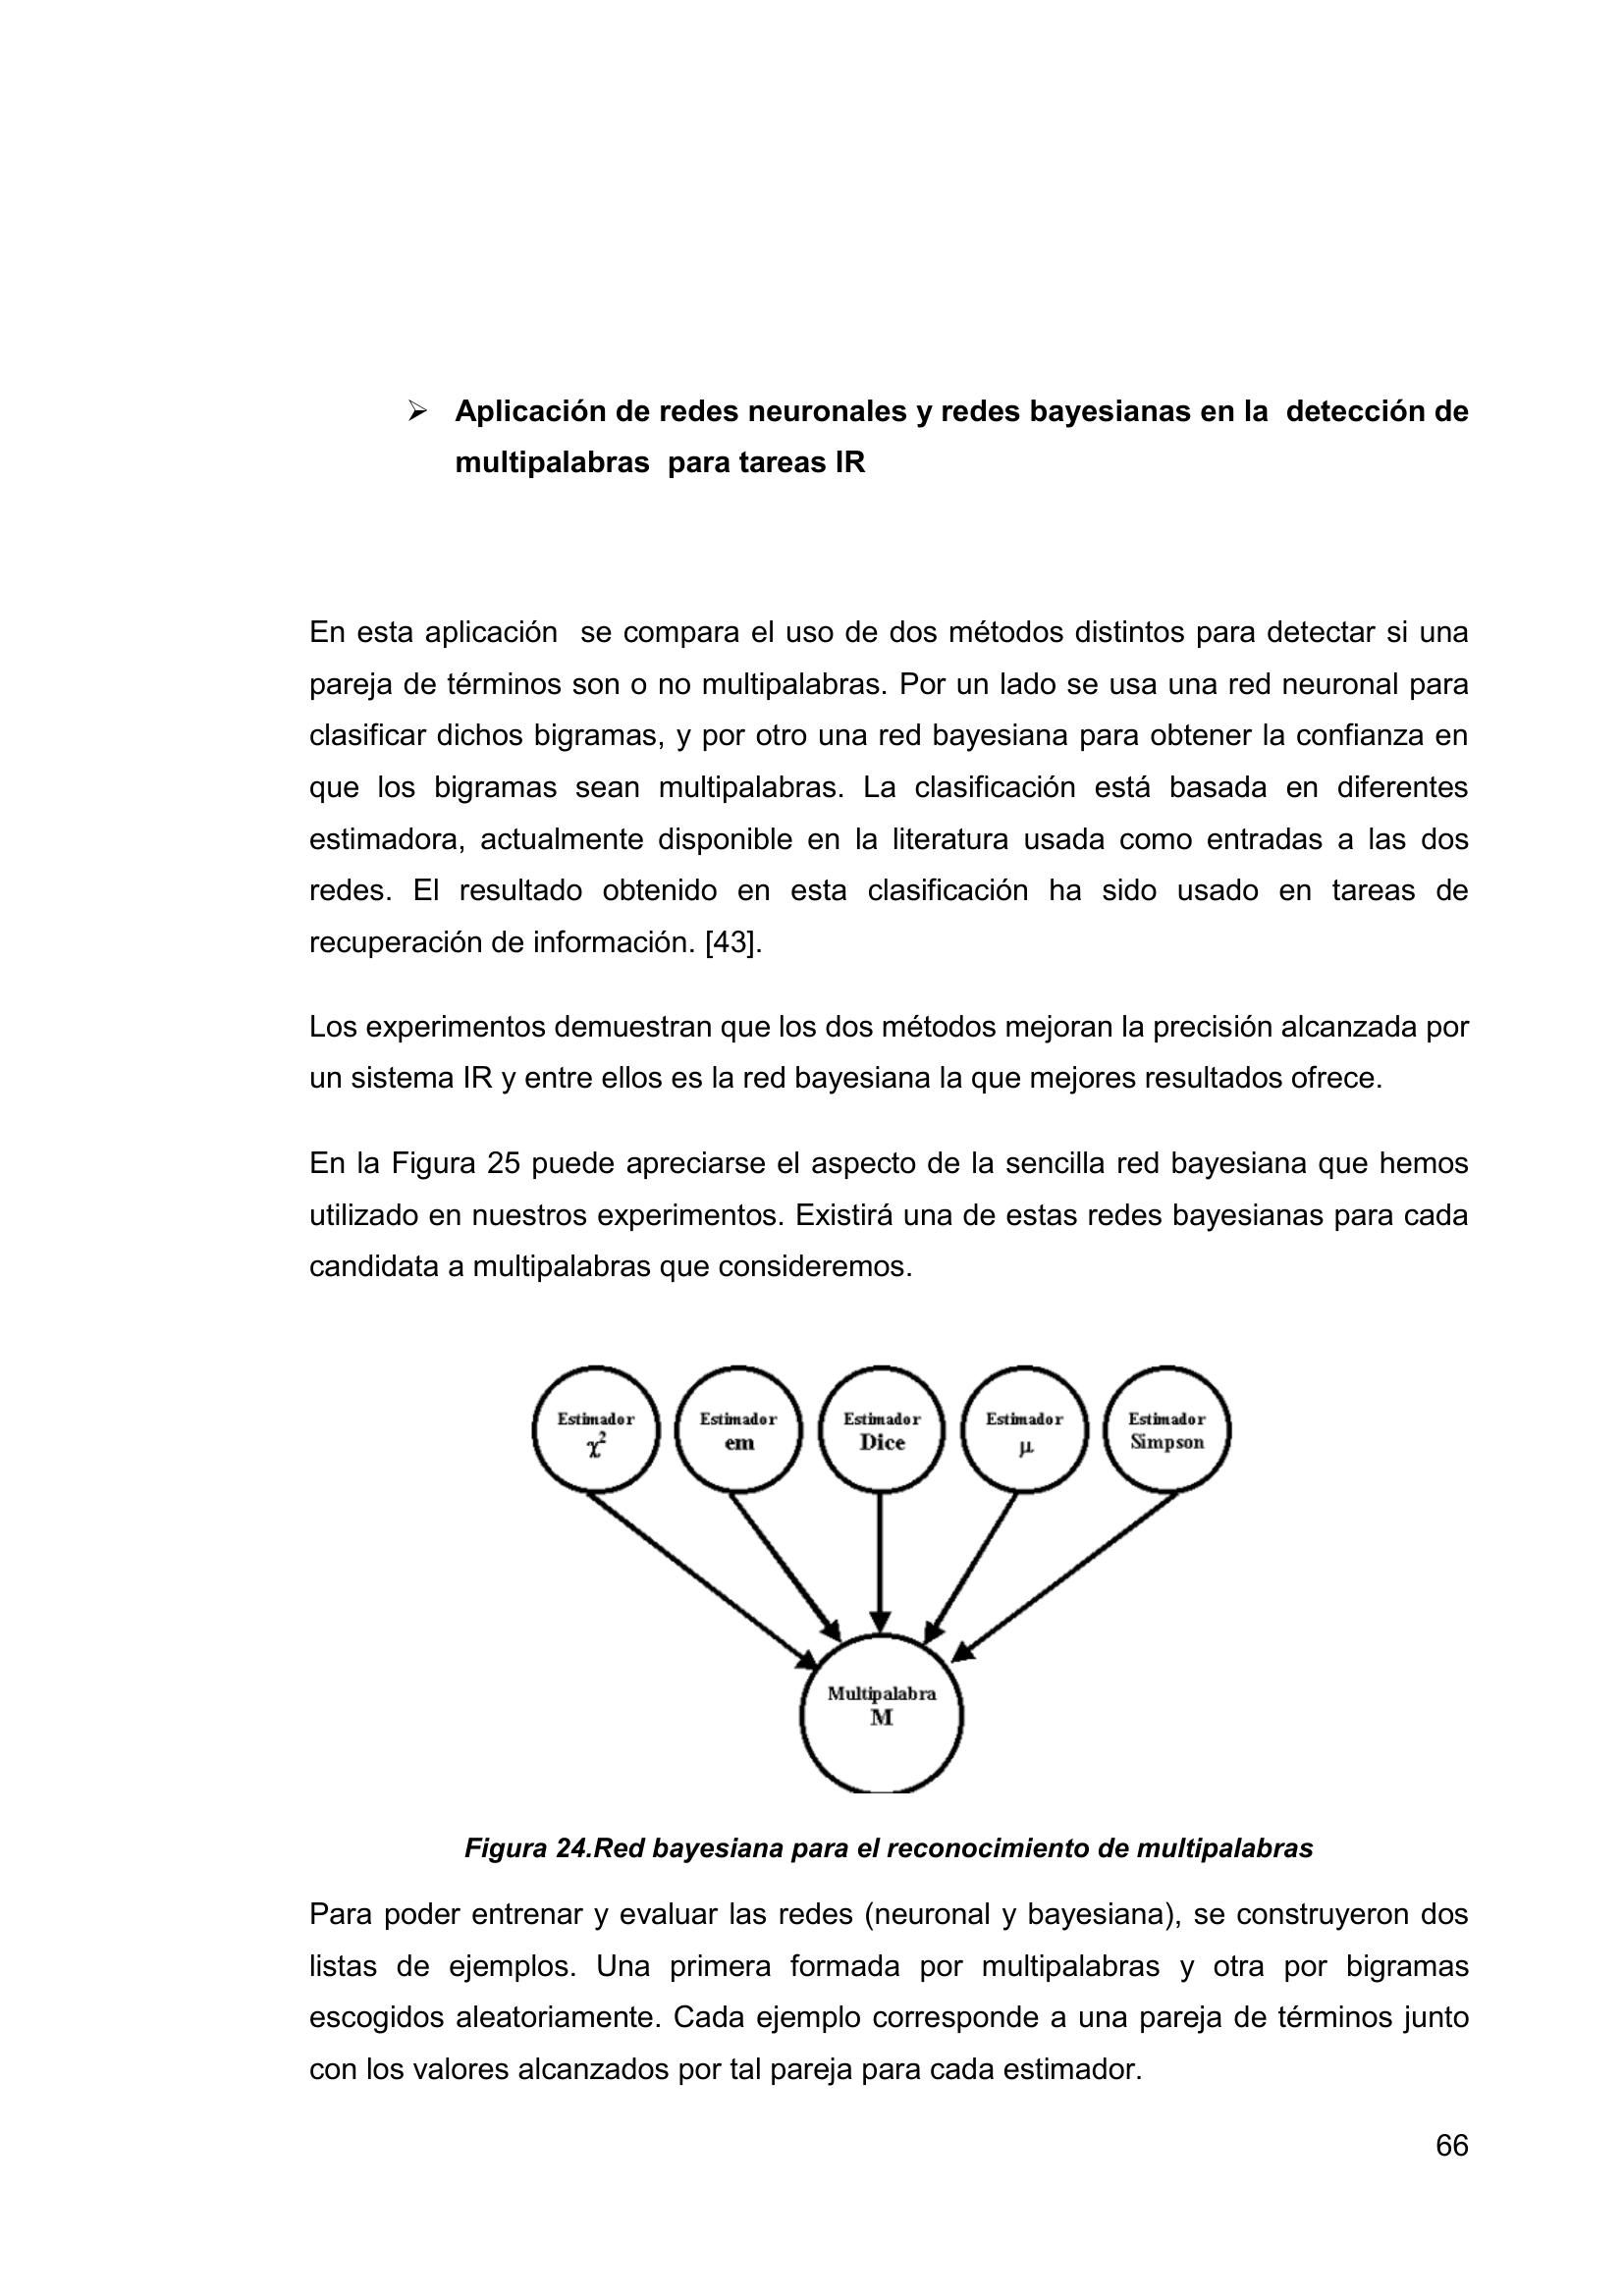 ➢ Aplicación de redes neuronales y redes bayesianas en la  detección de
multipalabras  para tareas IR
En esta aplicación  se compara el uso de dos métodos distintos para detectar si una
pareja de términos son o no multipalabras. Por un lado se usa una red neuronal para
clasificar dichos bigramas, y por otro una red bayesiana para obtener la confianza en
que los bigramas sean multipalabras. La clasificación está basada en diferentes
estimadora, actualmente disponible en la literatura usada como entradas a las dos
redes. El resultado obtenido en esta clasificación ha sido usado en tareas de
recuperación de información. [43].
Los experimentos demuestran que los dos métodos mejoran la precisión alcanzada por
un sistema IR y entre ellos es la red bayesiana la que mejores resultados ofrece.
En la Figura 25 puede apreciarse el aspecto de la sencilla red bayesiana que hemos
utilizado en nuestros experimentos. Existirá una de estas redes bayesianas para cada
candidata a multipalabras que consideremos.
Estimador
χ²
Estimador
em
Estimador
Dice
Estimador
μ
Estimador
Simpson
Multipalabra
M
Figura 24.Red bayesiana para el reconocimiento de multipalabras
Para poder entrenar y evaluar las redes (neuronal y bayesiana), se construyeron dos
listas de ejemplos. Una primera formada por multipalabras y otra por bigramas
escogidos aleatoriamente. Cada ejemplo corresponde a una pareja de términos junto
con los valores alcanzados por tal pareja para cada estimador.
66